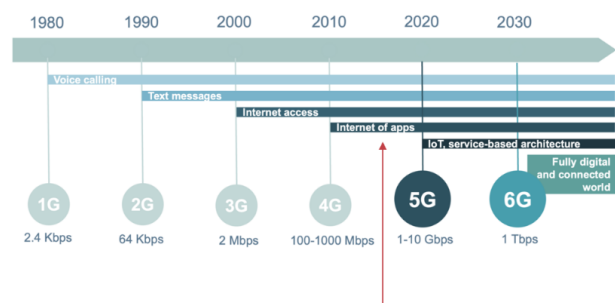 1980 1990 2000 2010 2020 2030
Voice calling
Text messages
Internet access
Internet of apps
IoT, service-based architecture
Fully digital
and connected
world
1G 2G 3G 4G 5G 6G
2.4 Kbps 64 Kbps 2 Mbps 100-1000 Mbps 1-10 Gbps 1 Tbps